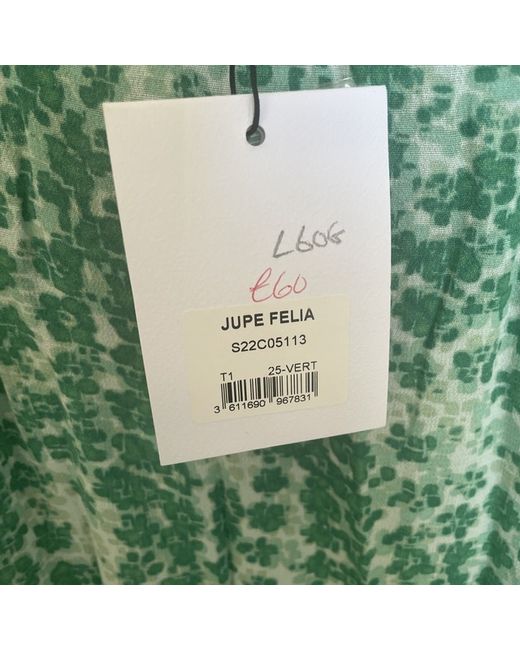 L606
£60
JUPE FELIA
S22C05113
T1 25-VERT
3 611690 967831